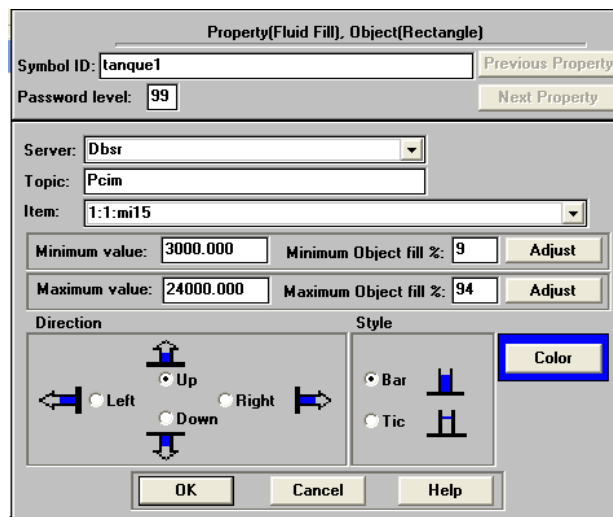 Property(Fluid Fill), Object(Rectangle)
Symbol ID: tanque1 Previous Property
Password level: 99 Next Property
Server: Dbsr
Topic: Pcim
Item: 1:1:mi15
Minimum value: 3000.000 Minimum Object fill %: 9 Adjust
Maximum value: 24000.000 Maximum Object fill %: 94 Adjust
Direction Style
Color
Up Bar
Left Right
Down Tic
OK Cancel Help